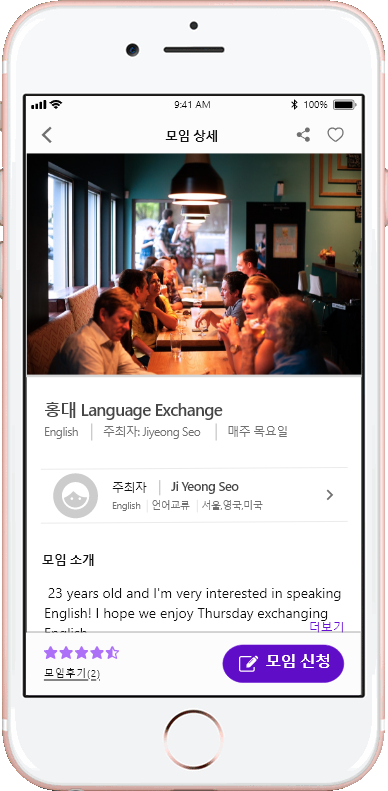 9:41 AM 100%
모임 상세
홍대 Language Exchange
English 주최자: Jiyeong Seo 매주 목요일
주최자 Ji Yeong Seo
English 언어교류 서울,영국,미국
모임 소개
23 years old and I'm very interested in speaking
English! I hope we enjoy Thursday exchanging
English
더보기
모임후기(2)
모임 신청